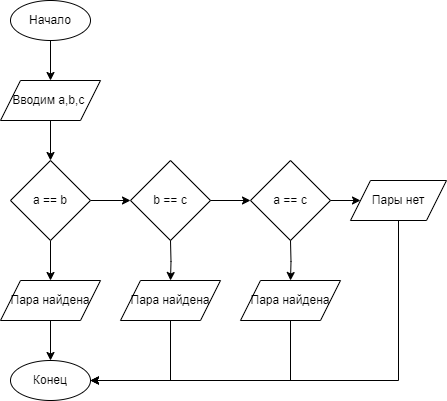 Начало
Вводим a,b,c
a == b
b == c
a == c
Пары нет
Пара найдена
Пара найдена
Пара найдена
Конец